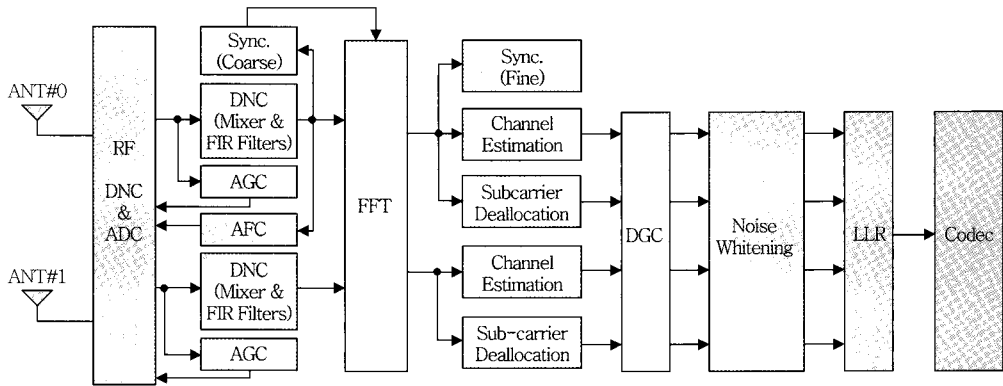 ANT#0
ANT#1
RF
DNC
&
ADC
Sync.
(Coarse)
DNC
(Mixer &
FIR Filters)
AGC
AFC
DNC
(Mixer &
FIR Filters)
AGC
FFT
Sync.
(Fine)
Channel
Estimation
Subcarrier
Deallocation
Channel
Estimation
Sub-carrier
Deallocation
DGC
Noise
Whitening
LLR
Codec